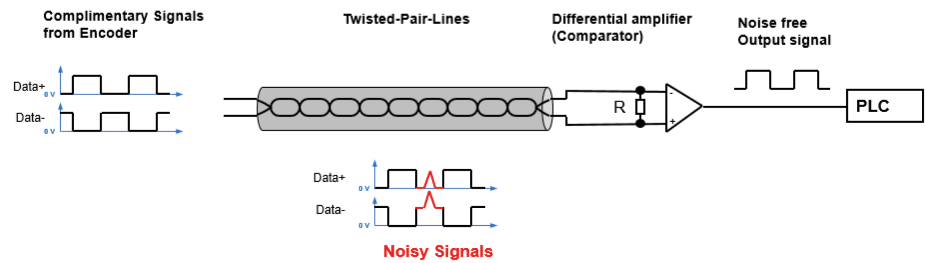 Complimentary Signals
from Encoder
Twisted-Pair-Lines
Differential amplifier
(Comparator)
Noise free
Output signal
Data+
0 V
Data-
0 V
R
-
+
PLC
Data+
0 V
Data-
0 V
Noisy Signals